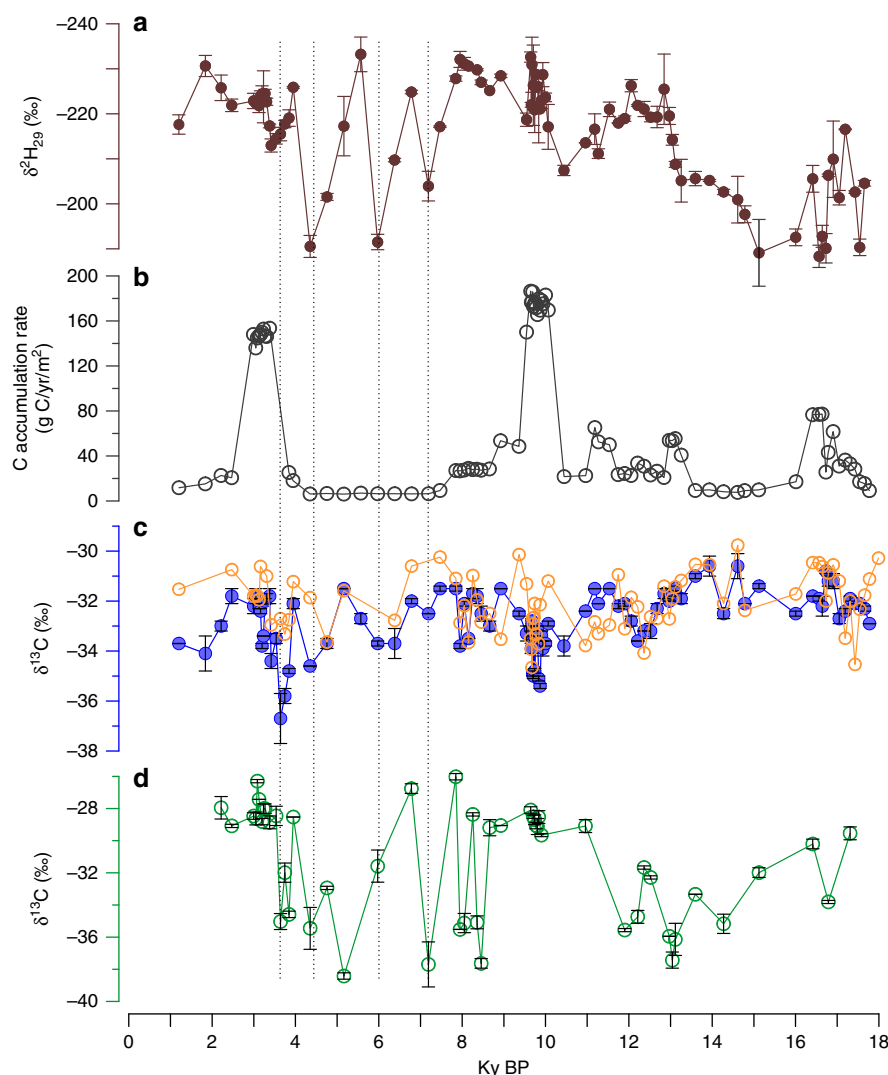 a
−240
−220
−200
δ²H₂₉ (‰)
b
200
160
120
80
40
0
C accumulation rate
(g C/yr/m²)
c
−30
−32
−34
−36
−38
δ¹³C (‰)
d
−28
−32
−36
−40
δ¹³C (‰)
0 2 4 6 8 10 12 14 16 18
Ky BP